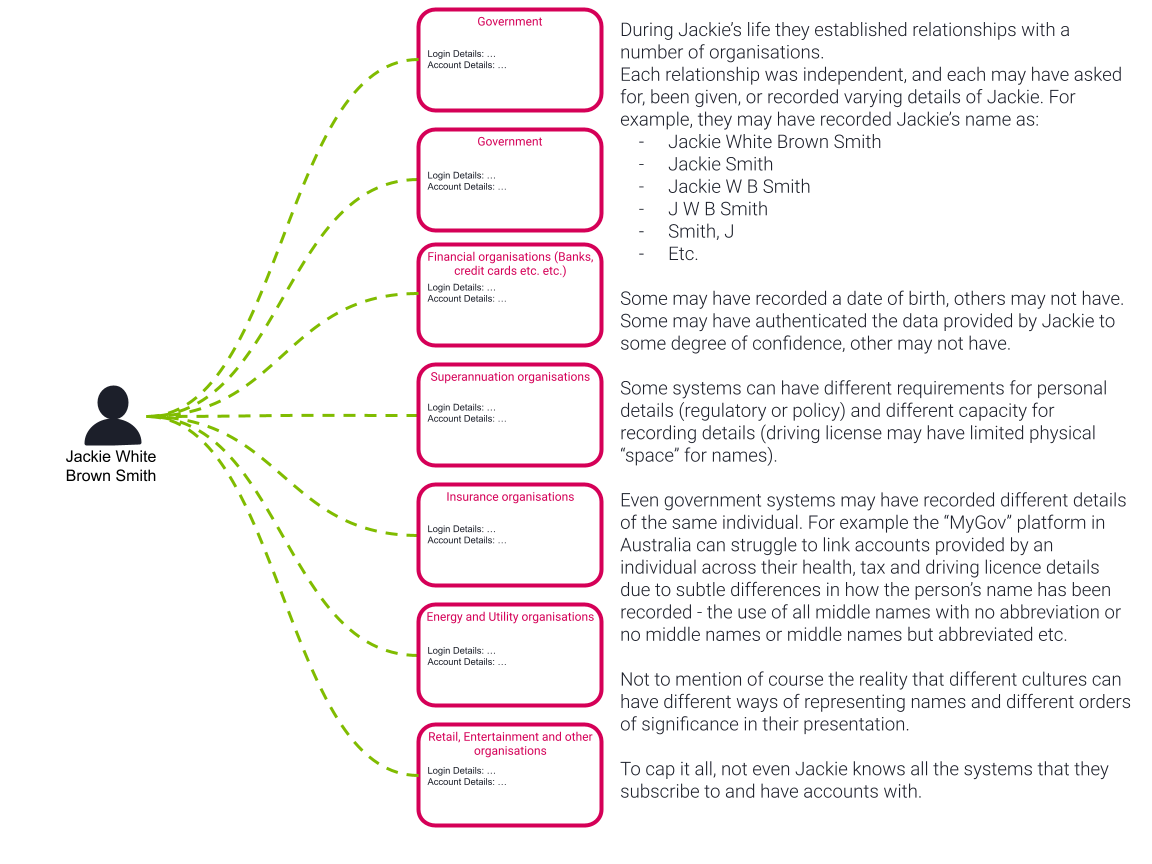 Jackie White
Brown Smith
Government
Login Details: …
Account Details: …
Government
Login Details: …
Account Details: …
Financial organisations (Banks,
credit cards etc. etc.)
Login Details: …
Account Details: …
Superannuation organisations
Login Details: …
Account Details: …
Insurance organisations
Login Details: …
Account Details: …
Energy and Utility organisations
Login Details: …
Account Details: …
Retail, Entertainment and other
organisations
Login Details: …
Account Details: …
During Jackie’s life they established relationships with a
number of organisations.
Each relationship was independent, and each may have asked
for, been given, or recorded varying details of Jackie. For
example, they may have recorded Jackie’s name as:
- Jackie White Brown Smith
- Jackie Smith
- Jackie W B Smith
- J W B Smith
- Smith, J
- Etc.
Some may have recorded a date of birth, others may not have.
Some may have authenticated the data provided by Jackie to
some degree of confidence, other may not have.
Some systems can have different requirements for personal
details (regulatory or policy) and different capacity for
recording details (driving license may have limited physical
“space” for names).
Even government systems may have recorded different details
of the same individual. For example the “MyGov” platform in
Australia can struggle to link accounts provided by an
individual across their health, tax and driving licence details
due to subtle differences in how the person’s name has been
recorded - the use of all middle names with no abbreviation or
no middle names or middle names but abbreviated etc.
Not to mention of course the reality that different cultures can
have different ways of representing names and different orders
of significance in their presentation.
To cap it all, not even Jackie knows all the systems that they
subscribe to and have accounts with.